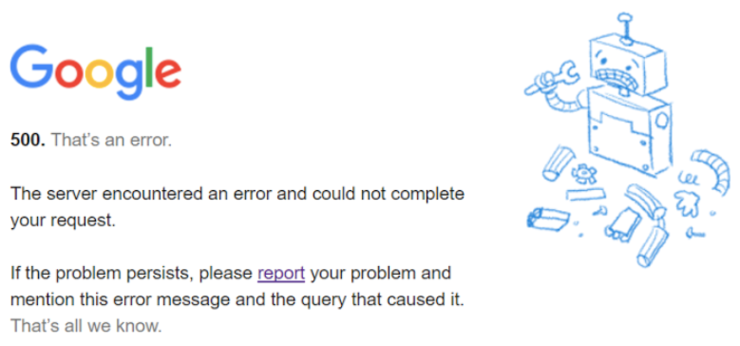 Google
500. That's an error.
The server encountered an error and could not complete
your request.
If the problem persists, please report your problem and
mention this error message and the query that caused it.
That's all we know.